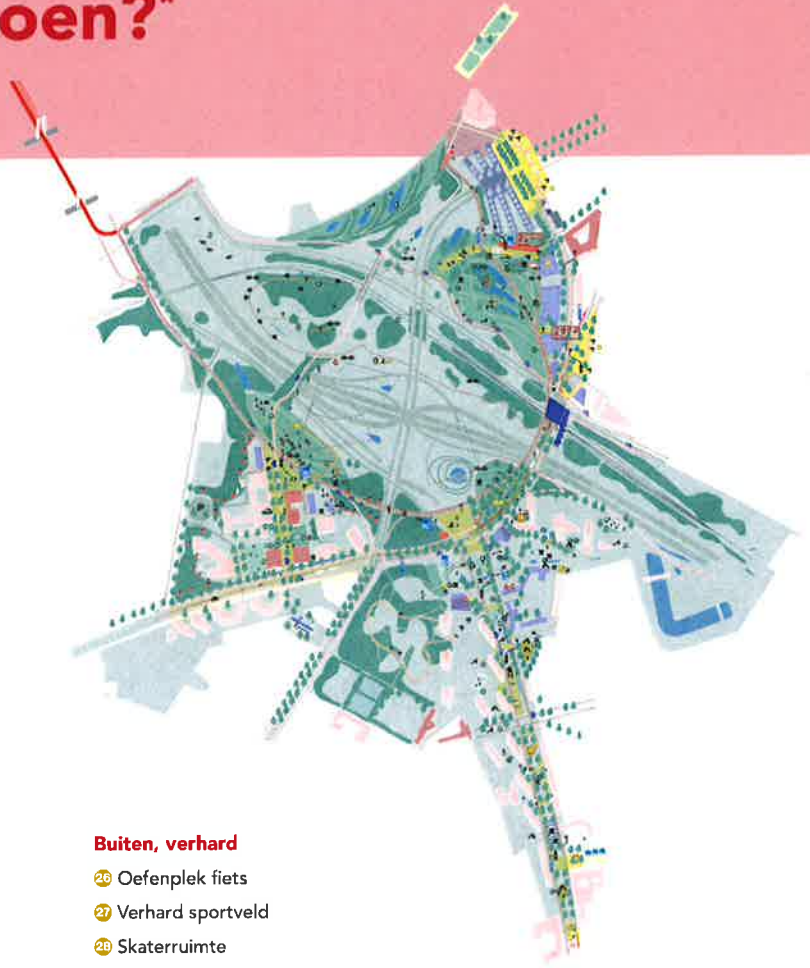 oen?"
Buiten, verhard
26 Oefenplek fiets
27 Verhard sportveld
28 Skaterruimte